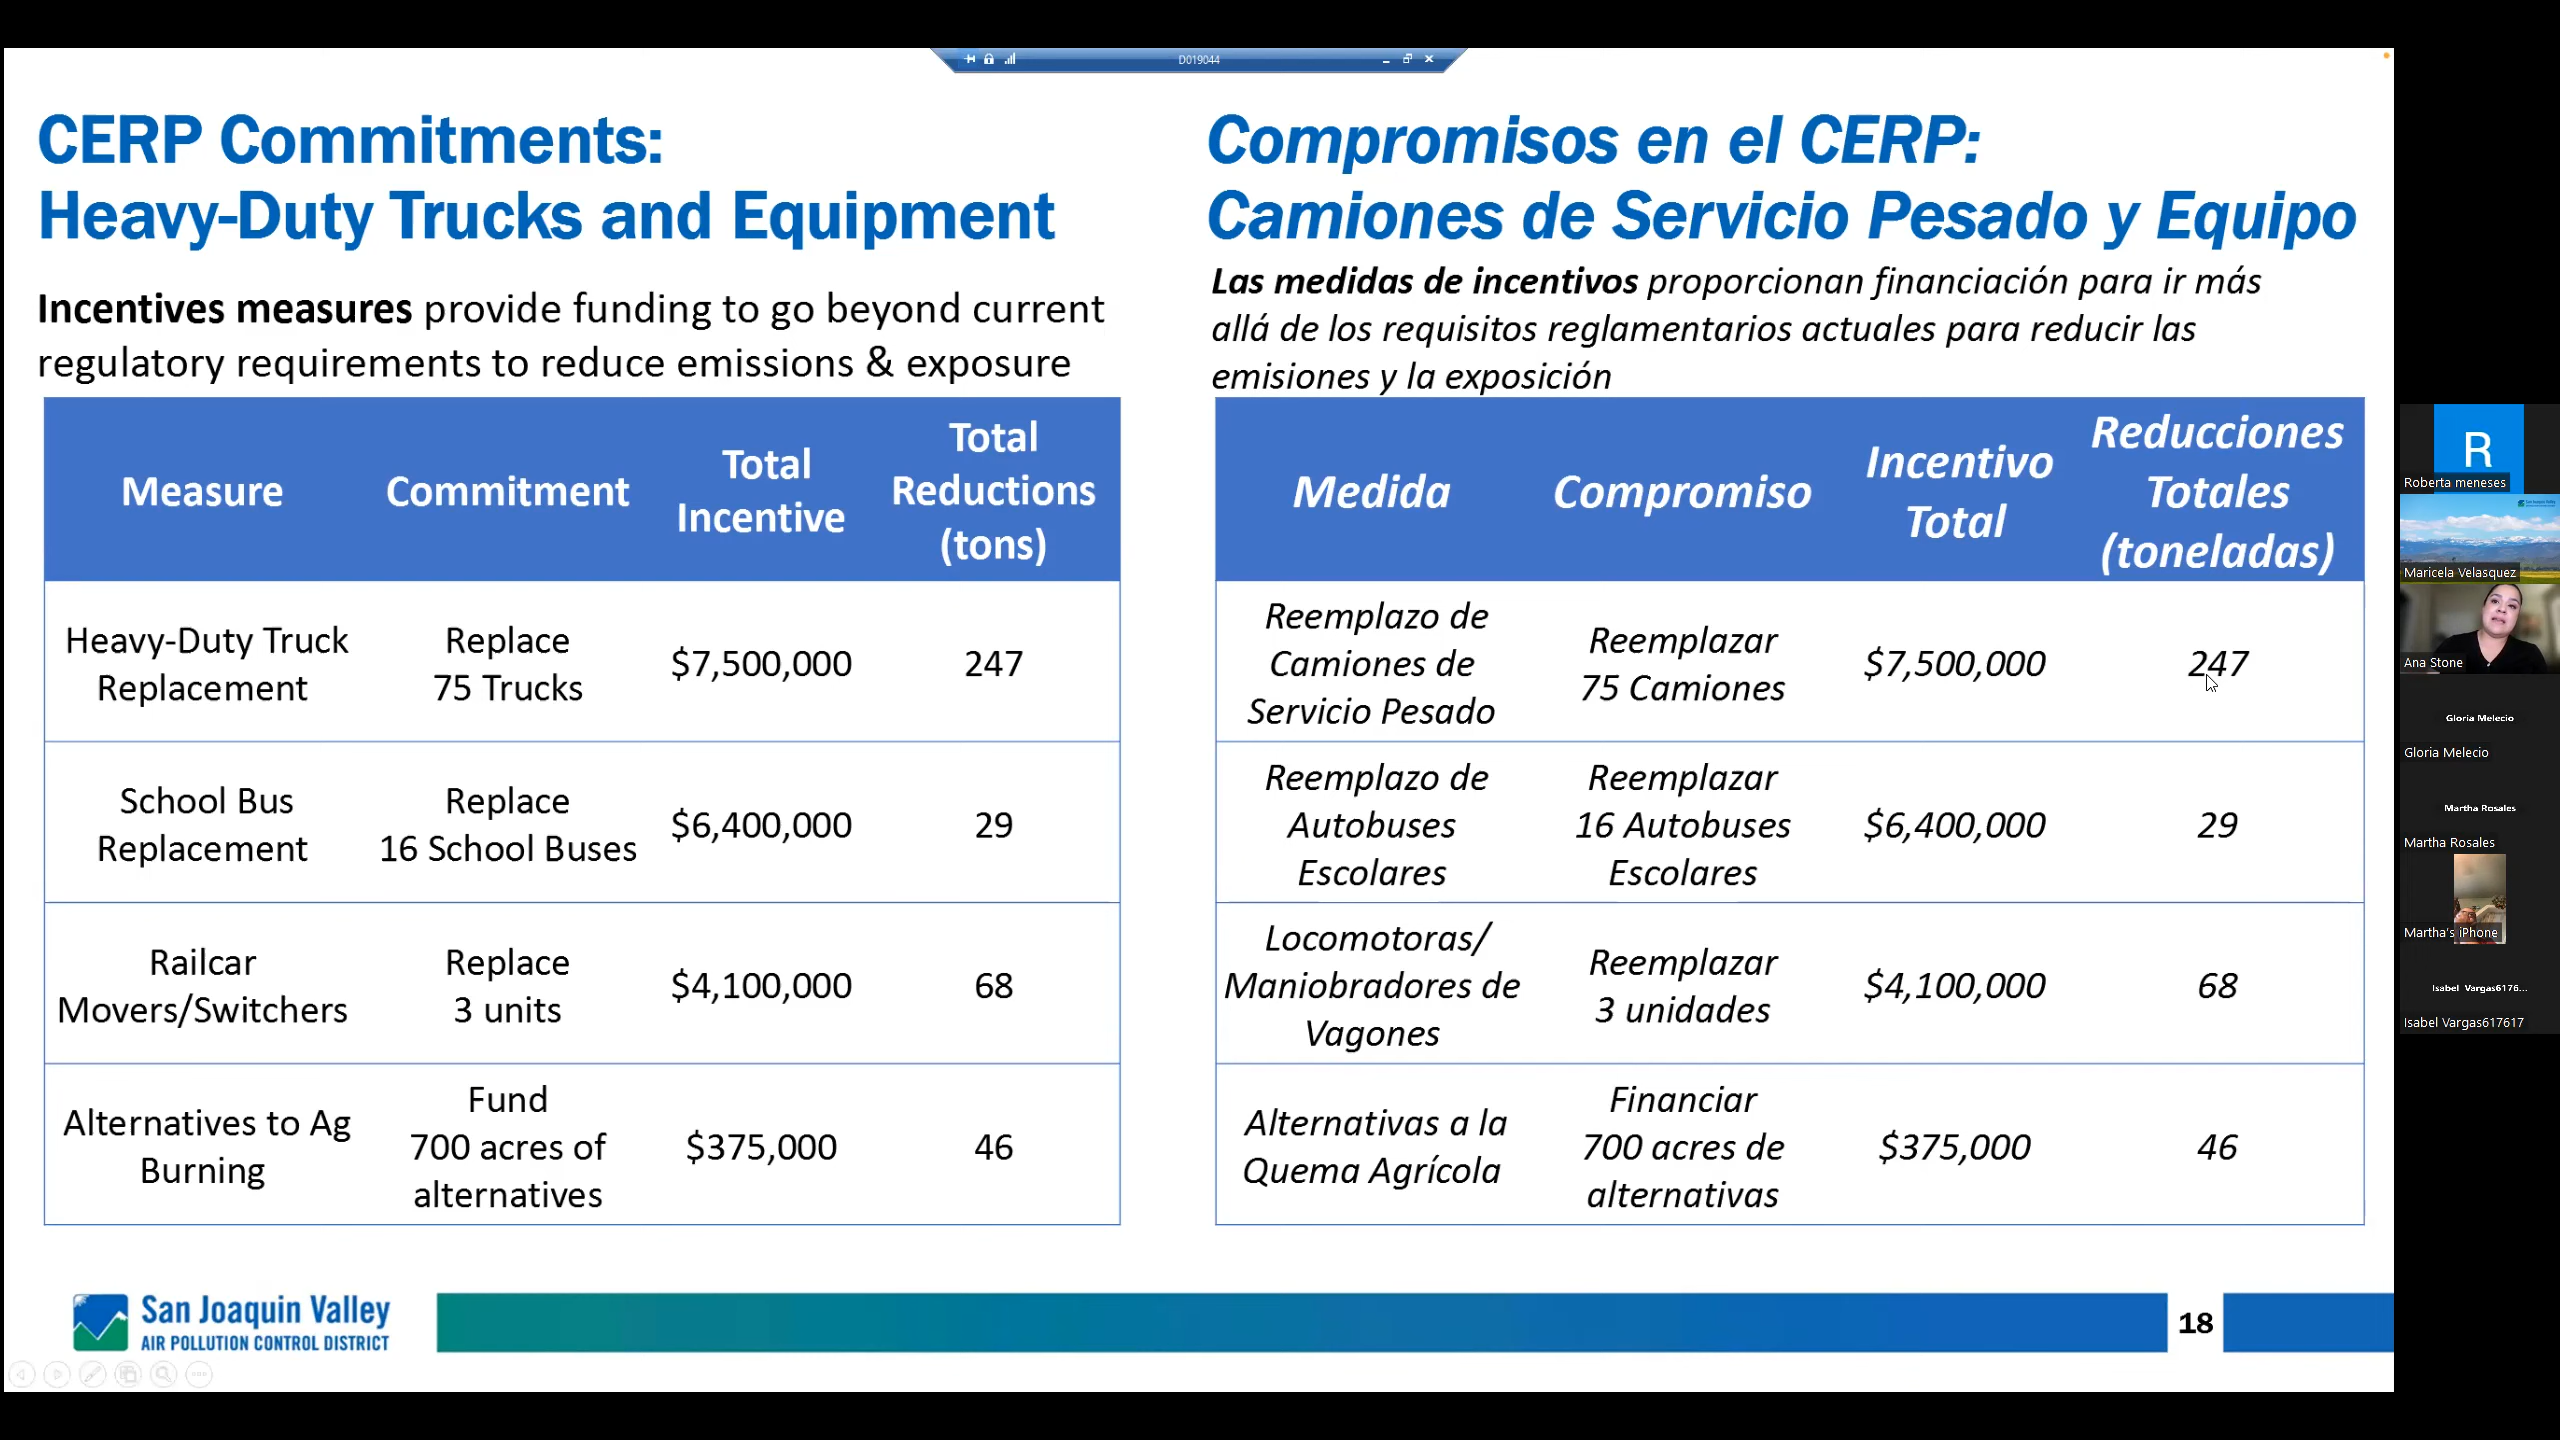 D019044
CERP Commitments:
Heavy-Duty Trucks and Equipment
Incentives measures provide funding to go beyond current
regulatory requirements to reduce emissions & exposure
Measure
Commitment
Total
Incentive
Total
Reductions
(tons)
Heavy-Duty Truck
Replacement
Replace
75 Trucks
$7,500,000
247
School Bus
Replacement
Replace
16 School Buses
$6,400,000
29
Railcar
Movers/Switchers
Replace
3 units
$4,100,000
68
Alternatives to Ag
Burning
Fund
700 acres of
alternatives
$375,000
46
Compromisos en el CERP:
Camiones de Servicio Pesado y Equipo
Las medidas de incentivos proporcionan financiación para ir más
allá de los requisitos reglamentarios actuales para reducir las
emisiones y la exposición
Medida
Compromiso
Incentivo
Total
Reducciones
Totales
(toneladas)
Reemplazo de
Camiones de
Servicio Pesado
Reemplazar
75 Camiones
$7,500,000
247
Reemplazo de
Autobuses
Escolares
Reemplazar
16 Autobuses
Escolares
$6,400,000
29
Locomotoras/
Maniobradores de
Vagones
Reemplazar
3 unidades
$4,100,000
68
Alternativas a la
Quema Agrícola
Financiar
700 acres de
alternativas
$375,000
46
San Joaquin Valley
AIR POLLUTION CONTROL DISTRICT
18
R
Roberta meneses
Maricela Velasquez
Ana Stone
Gloria Melecio
Gloria Melecio
Martha Rosales
Martha Rosales
Martha's iPhone
Isabel Vargas6176...
Isabel Vargas617617